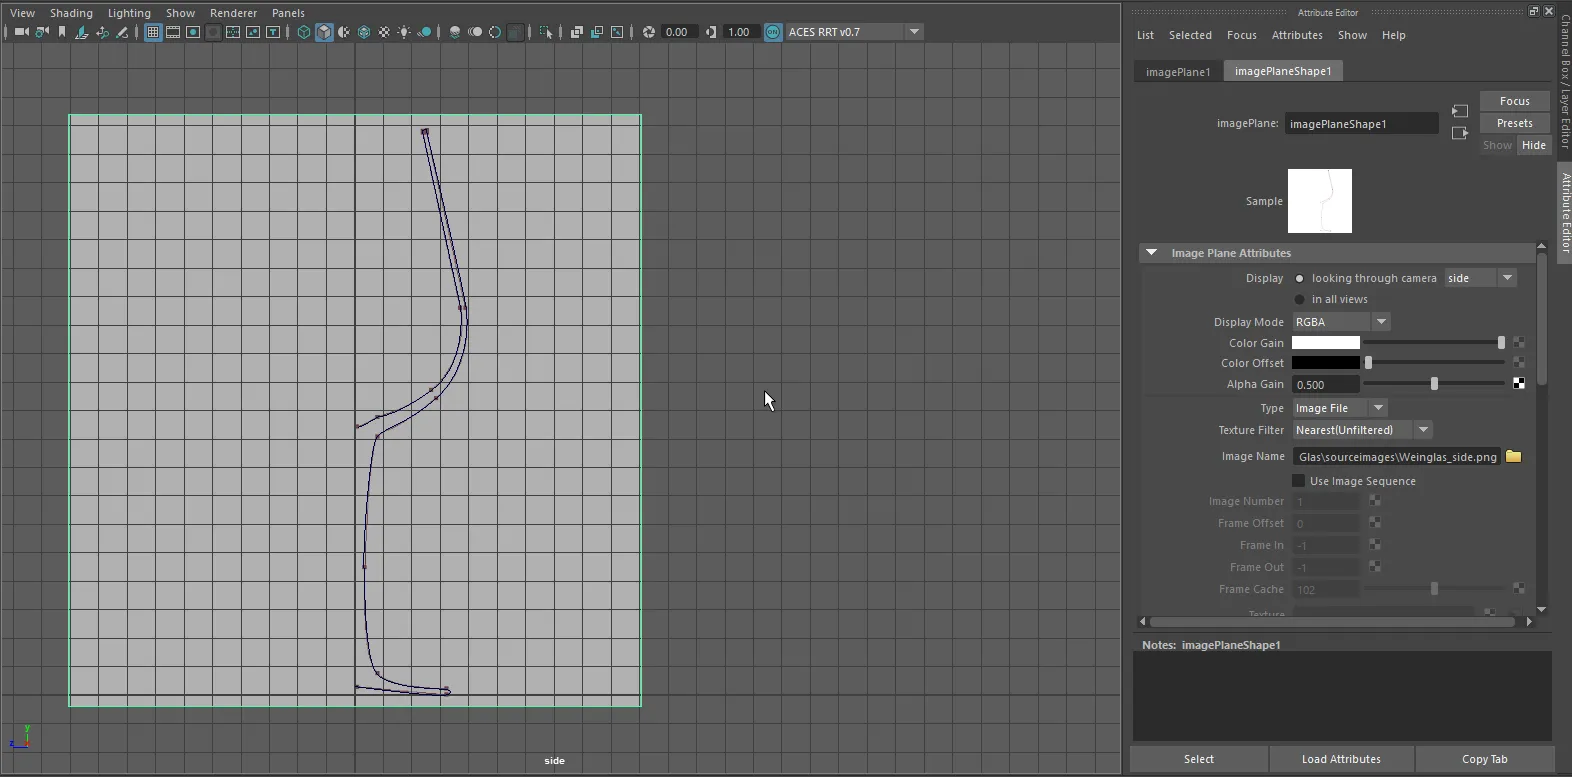 View Shading Lighting Show Renderer Panels
0.00 1.00 ON ACES RRT v0.7
side
y
z
Attribute Editor
List Selected Focus Attributes Show Help
imagePlane1 imagePlaneShape1
imagePlane: imagePlaneShape1
Focus
Presets
Show Hide
Sample
Image Plane Attributes
Display looking through camera side
in all views
Display Mode RGBA
Color Gain
Color Offset
Alpha Gain 0.500
Type Image File
Texture Filter Nearest(Unfiltered)
Image Name Glas\sourceimages\Weinglas_side.png
Use Image Sequence
Image Number 1
Frame Offset 0
Frame In -1
Frame Out -1
Frame Cache 102
Texture
Notes: imagePlaneShape1
Select Load Attributes Copy Tab
Channel Box / Layer Editor
Attribute Editor